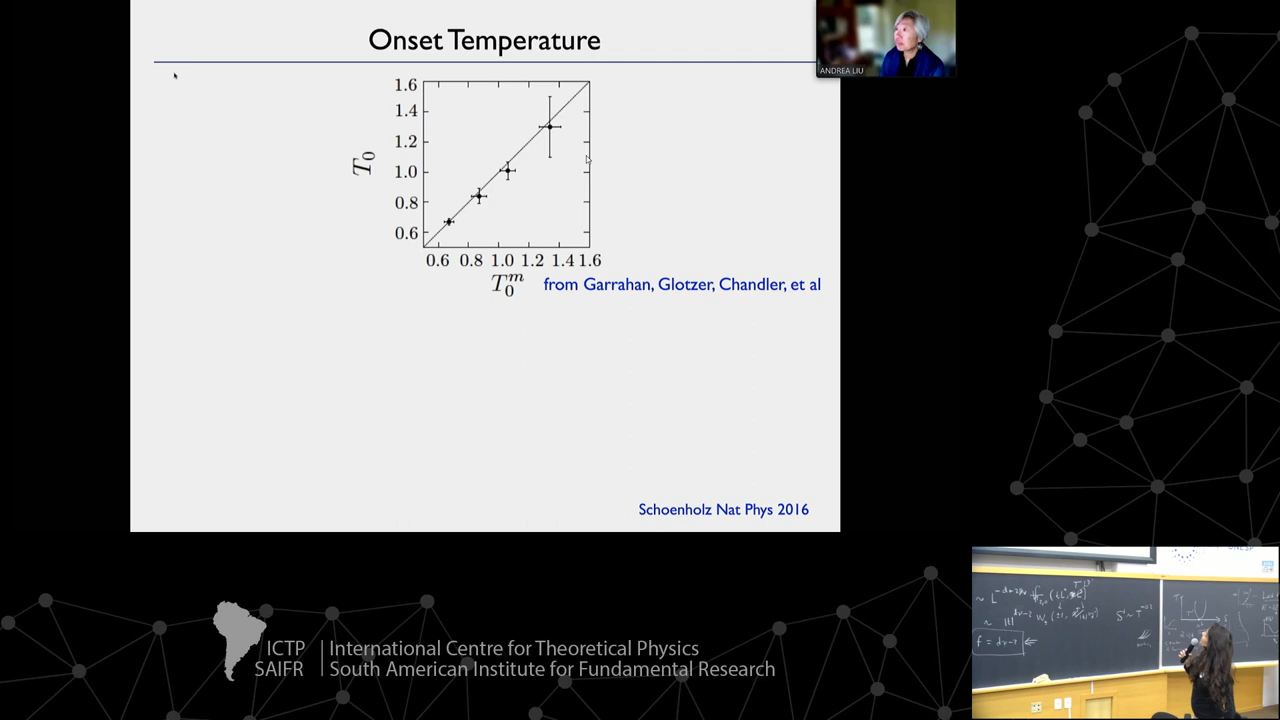 Onset Temperature
ANDREA LIU
1.6
1.4
1.2
1.0
0.8
0.6
T₀
0.6 0.8 1.0 1.2 1.4 1.6
T₀ᵐ
from Garrahan, Glotzer, Chandler, et al
Schoenholz Nat Phys 2016
ICTP
SAIFR
International Centre for Theoretical Physics
South American Institute for Fundamental Research